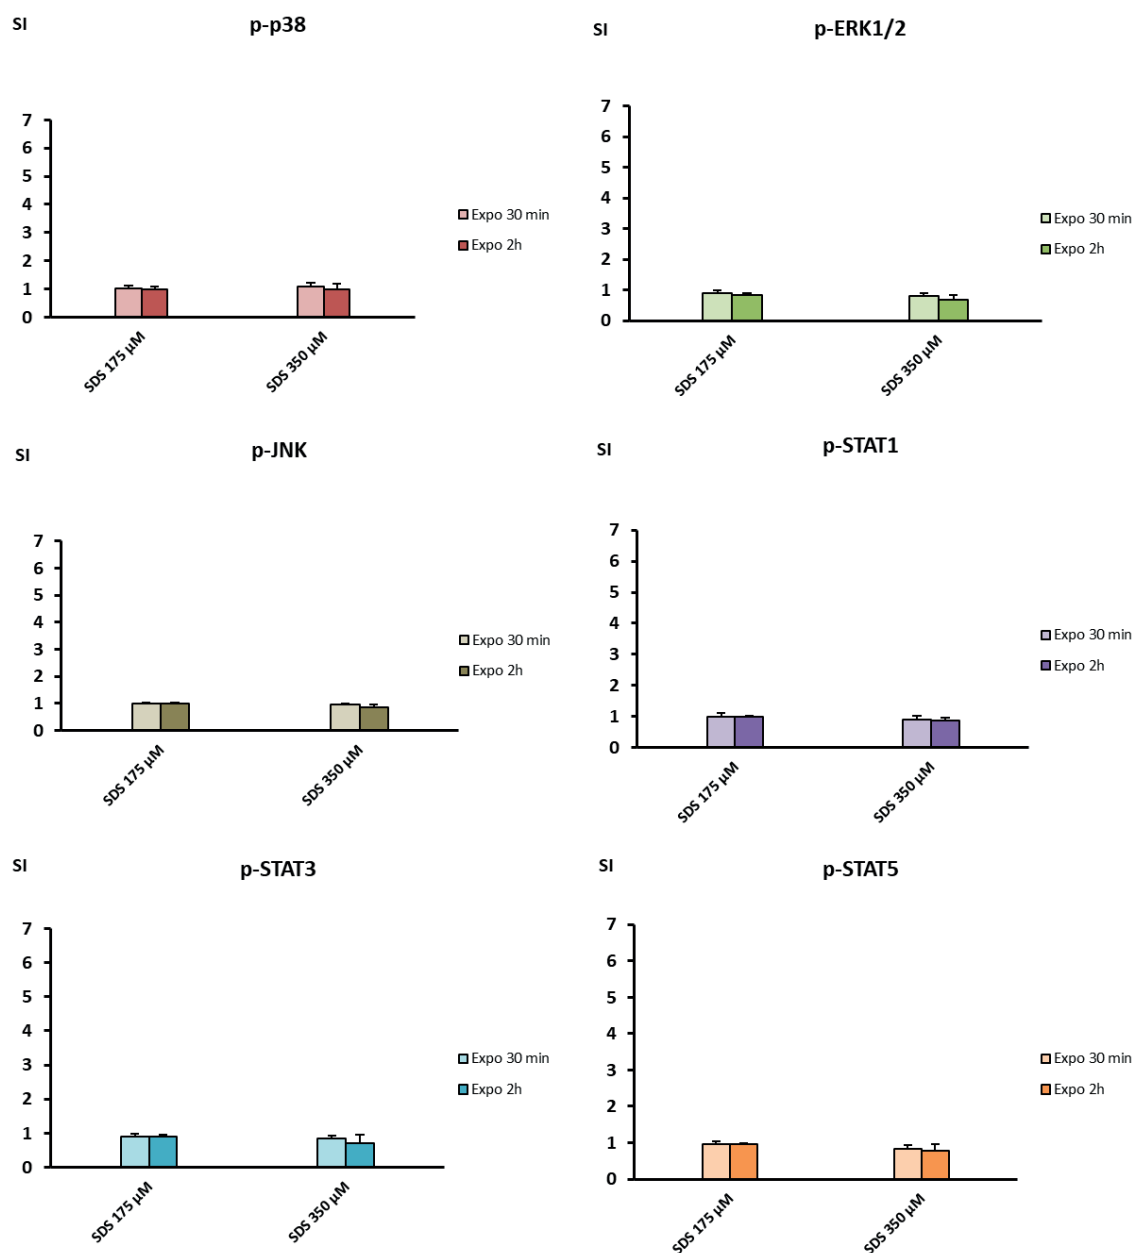 SI
p-p38
7
6
5
4
3
2
1
0
SDS 175 µM
SDS 350 µM
Expo 30 min
Expo 2h
SI
p-ERK1/2
7
6
5
4
3
2
1
0
SDS 175 µM
SDS 350 µM
Expo 30 min
Expo 2h
SI
p-JNK
7
6
5
4
3
2
1
0
SDS 175 µM
SDS 350 µM
Expo 30 min
Expo 2h
SI
p-STAT1
7
6
5
4
3
2
1
0
SDS 175 µM
SDS 350 µM
Expo 30 min
Expo 2h
SI
p-STAT3
7
6
5
4
3
2
1
0
SDS 175 µM
SDS 350 µM
Expo 30 min
Expo 2h
SI
p-STAT5
7
6
5
4
3
2
1
0
SDS 175 µM
SDS 350 µM
Expo 30 min
Expo 2h